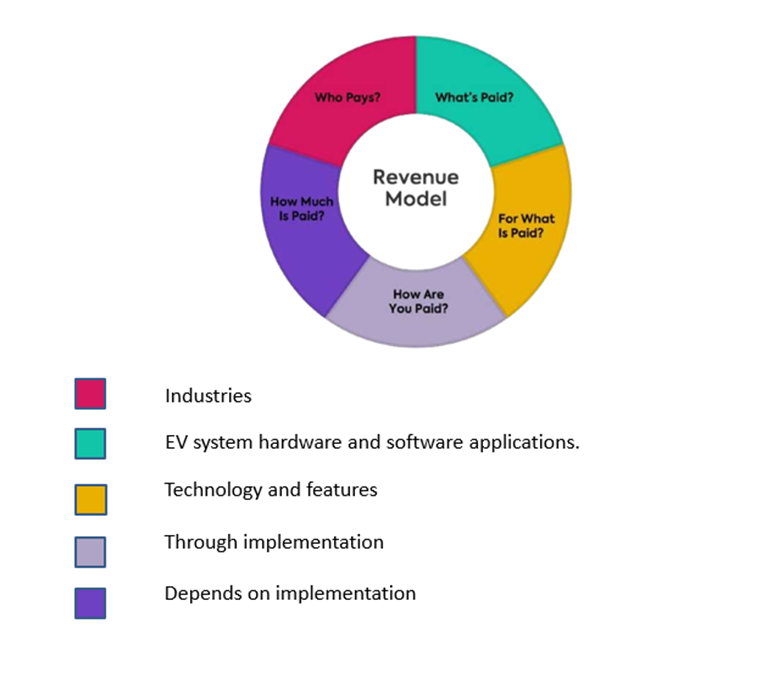 Who Pays?
What's Paid?
Revenue
Model
How Much
Is Paid?
For What
Is Paid?
How Are
You Paid?
Industries
EV system hardware and software applications.
Technology and features
Through implementation
Depends on implementation